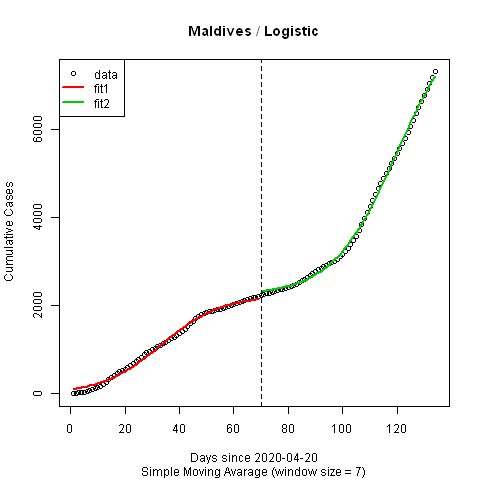 Maldives / Logistic
data
fit1
fit2
Cumulative Cases
0
2000
4000
6000
0 20 40 60 80 100 120
Days since 2020-04-20
Simple Moving Avarage (window size = 7)